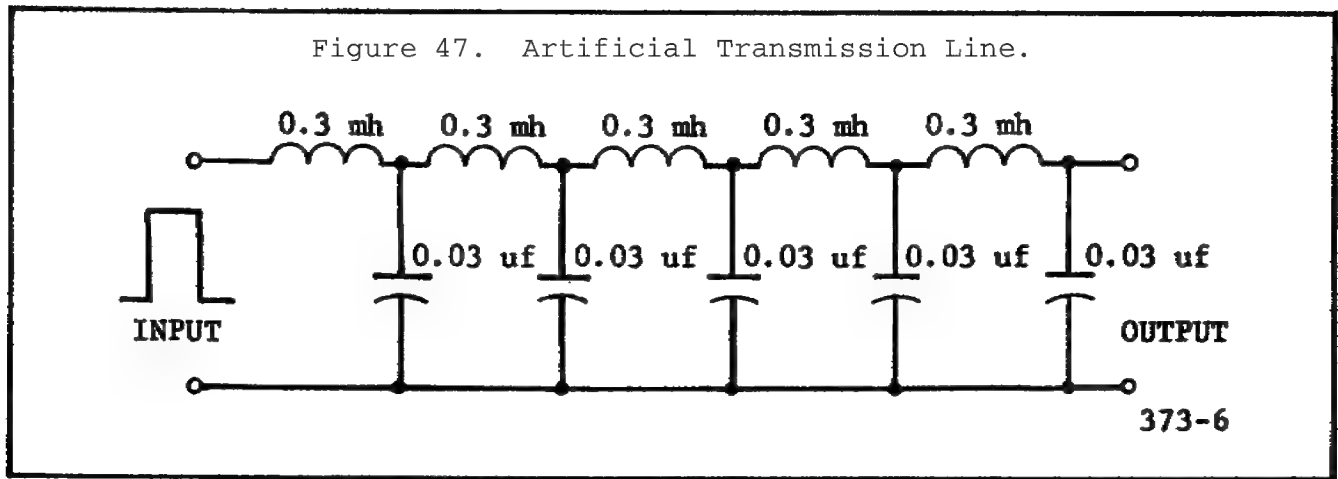 Figure 47. Artificial Transmission Line.
0.3 mh 0.3 mh 0.3 mh 0.3 mh 0.3 mh
0.03 uf 0.03 uf 0.03 uf 0.03 uf 0.03 uf
INPUT OUTPUT
373-6